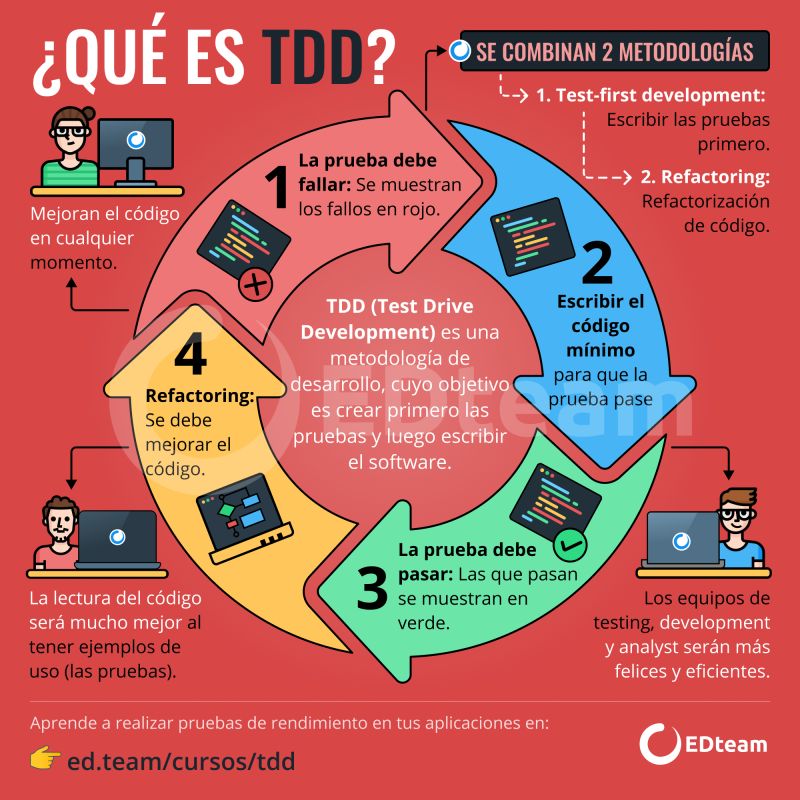 ¿QUÉ ES TDD?
SE COMBINAN 2 METODOLOGÍAS
1. Test-first development:
Escribir las pruebas
primero.
2. Refactoring:
Refactorización
de código.
Mejoran el código
en cualquier
momento.
1
La prueba debe
fallar: Se muestran
los fallos en rojo.
2
Escribir el
código
mínimo
para que la
prueba pase
TDD (Test Drive
Development) es una
metodología de
desarrollo, cuyo objetivo
es crear primero las
pruebas y luego escribir
el software.
EDteam
4
Refactoring:
Se debe
mejorar el
código.
3
La prueba debe
pasar: Las que pasan
se muestran en
verde.
La lectura del código
será mucho mejor al
tener ejemplos de
uso (las pruebas).
Los equipos de
testing, development
y analyst serán más
felices y eficientes.
Aprende a realizar pruebas de rendimiento en tus aplicaciones en:
ed.team/cursos/tdd
EDteam